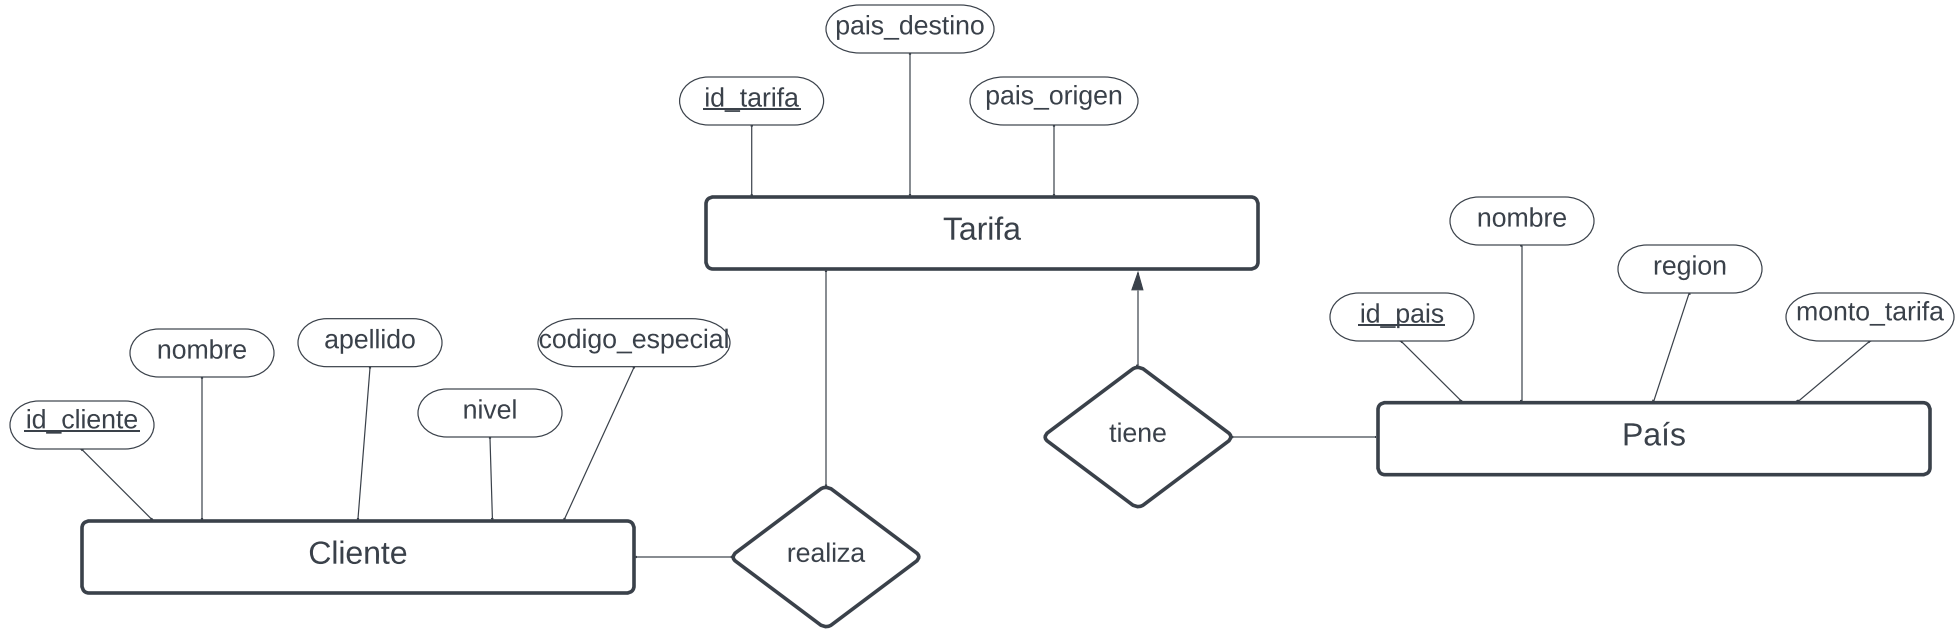 pais_destino
id_tarifa
pais_origen
Tarifa
nombre
region
id_pais
monto_tarifa
País
tiene
nombre
apellido
codigo_especial
nivel
id_cliente
Cliente
realiza